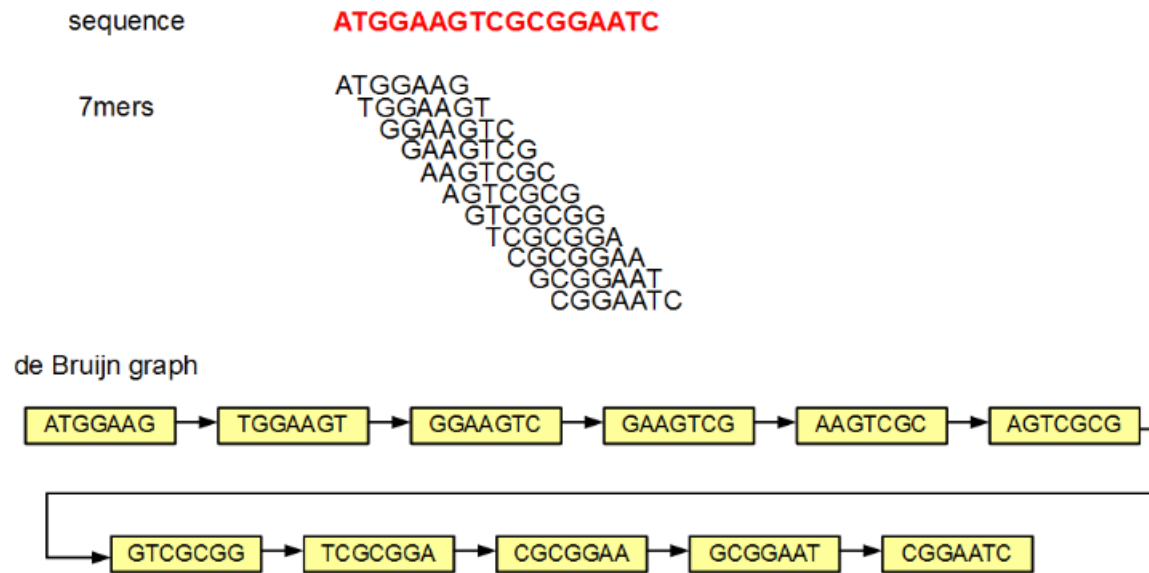 sequence ATGGAAGTCGCGGAATC
ATGGAAG
7mers TGGAAGT
GGAAGTC
GAAGTCG
AAGTCGC
AGTCGCG
GTCGCGG
TCGCGGA
CGCGGAA
GCGGAAT
CGGAATC
de Bruijn graph
ATGGAAG TGGAAGT GGAAGTC GAAGTCG AAGTCGC AGTCGCG
GTCGCGG TCGCGGA CGCGGAA GCGGAAT CGGAATC